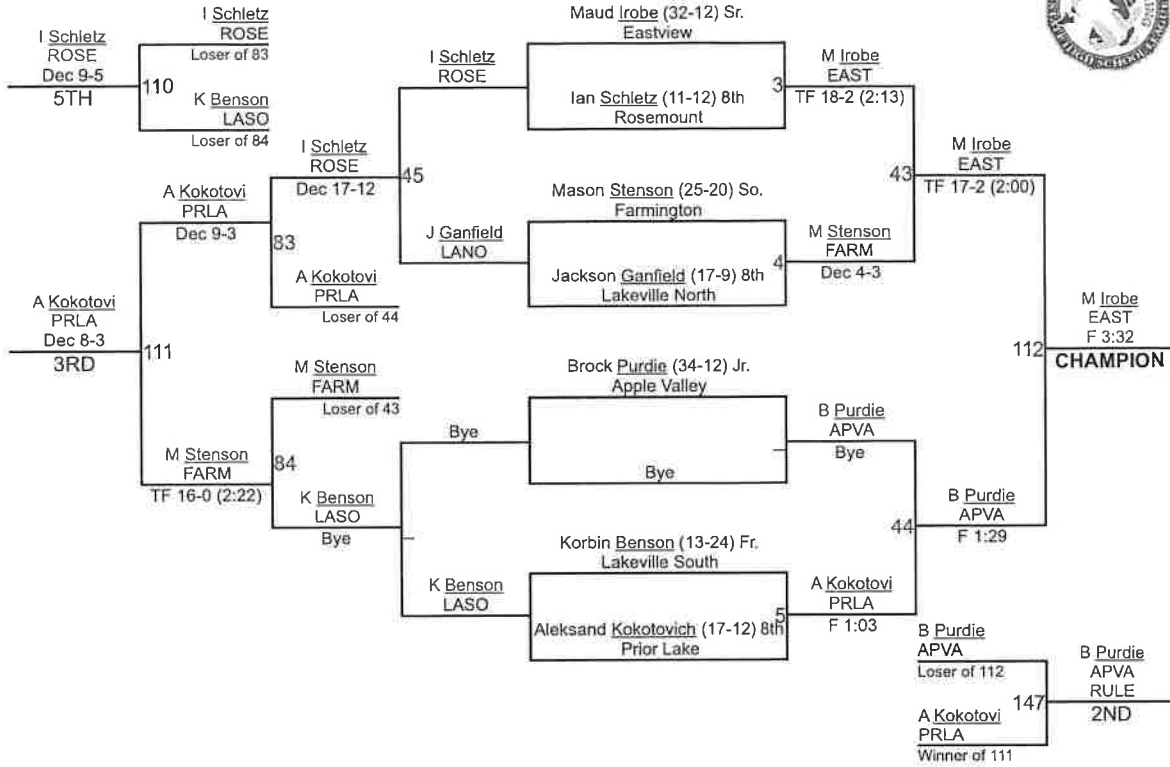 I Schletz
ROSE
Loser of 83
I Schletz
ROSE
Dec 9-5
5TH
110
K Benson
LASO
Loser of 84
I Schletz
ROSE
Dec 17-12
A Kokotovi
PRLA
Dec 9-3
83
A Kokotovi
PRLA
Loser of 44
A Kokotovi
PRLA
Dec 8-3
3RD
111
M Stenson
FARM
Loser of 43
M Stenson
FARM
TF 16-0 (2:22)
84
K Benson
LASO
Bye
I Schletz
ROSE
45
J Ganfield
LANO
Bye
K Benson
LASO
Maud Irobe (32-12) Sr.
Eastview
3
Ian Schletz (11-12) 8th
Rosemount
Mason Stenson (25-20) So.
Farmington
4
Jackson Ganfield (17-9) 8th
Lakeville North
Brock Purdie (34-12) Jr.
Apple Valley
Bye
Korbin Benson (13-24) Fr.
Lakeville South
5
Aleksand Kokotovich (17-12) 8th
Prior Lake
M Irobe
EAST
TF 18-2 (2:13)
43
M Stenson
FARM
Dec 4-3
B Purdie
APVA
Bye
44
A Kokotovi
PRLA
F 1:03
M Irobe
EAST
TF 17-2 (2:00)
B Purdie
APVA
F 1:29
112
M Irobe
EAST
F 3:32
CHAMPION
B Purdie
APVA
Loser of 112
147
A Kokotovi
PRLA
Winner of 111
B Purdie
APVA
RULE
2ND